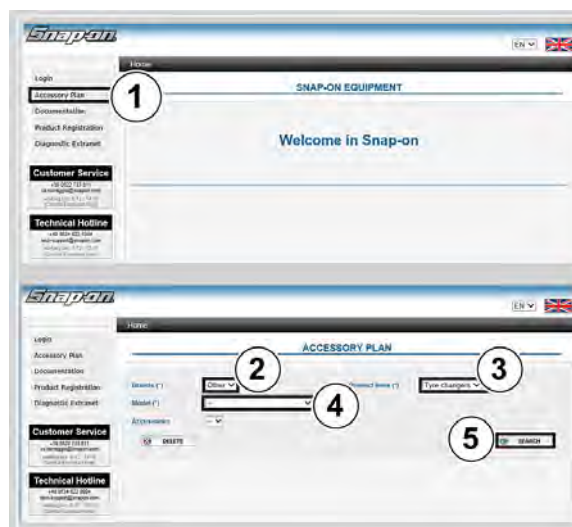 Snap-on
EN
Home
Login
Accessory Plan
Documentation
Product Registration
Diagnostic Extranet
1
SNAP-ON EQUIPMENT
Welcome in Snap-on
Customer Service
Technical Hotline
Snap-on
EN
Home
Login
Accessory Plan
Documentation
Product Registration
Diagnostic Extranet
ACCESSORY PLAN
2
3
Brands (*)
Other
Product lines (*)
Tyre changers
Model (*)
--
4
Accessories
--
DELETE
5
SEARCH
Customer Service
Technical Hotline